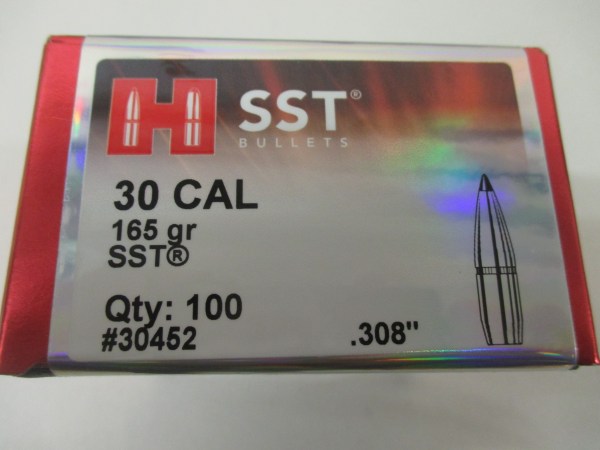 H SST®
BULLETS
30 CAL
165 gr
SST®
Qty: 100
#30452 .308"